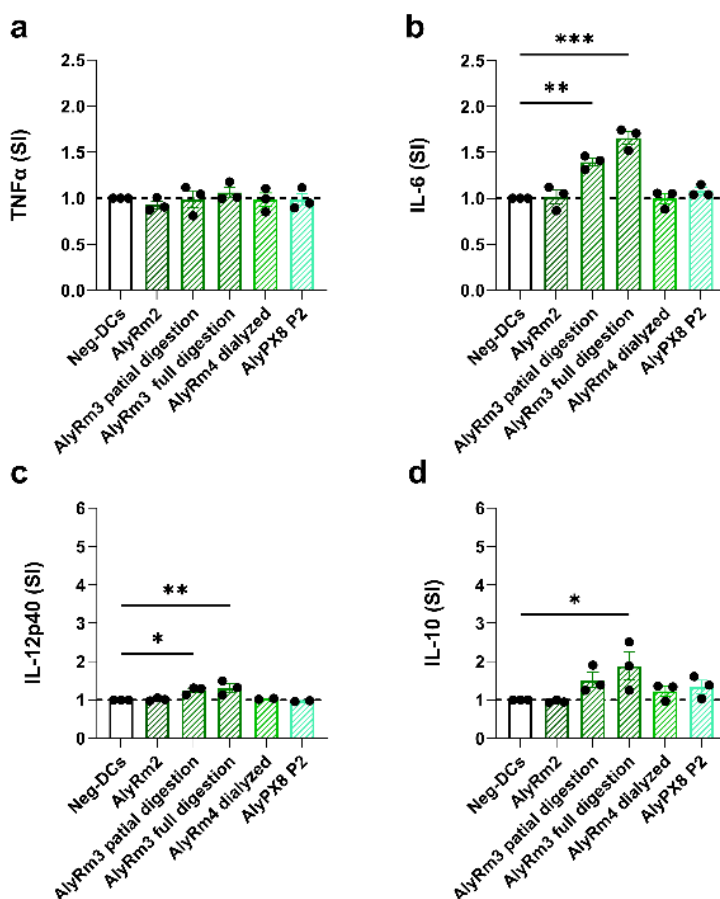 a
TNFα (SI)
2.5
2.0
1.5
1.0
0.5
0.0
Neg-DCs
AlyRm2
AlyRm3 patial digestion
AlyRm3 full digestion
AlyRm4 dialyzed
AlyPX8 P2
b
IL-6 (SI)
2.5
2.0
1.5
1.0
0.5
0.0
***
**
Neg-DCs
AlyRm2
AlyRm3 patial digestion
AlyRm3 full digestion
AlyRm4 dialyzed
AlyPX8 P2
c
IL-12p40 (SI)
6
5
4
3
2
1
0
**
*
Neg-DCs
AlyRm2
AlyRm3 patial digestion
AlyRm3 full digestion
AlyRm4 dialyzed
AlyPX8 P2
d
IL-10 (SI)
6
5
4
3
2
1
0
*
Neg-DCs
AlyRm2
AlyRm3 patial digestion
AlyRm3 full digestion
AlyRm4 dialyzed
AlyPX8 P2